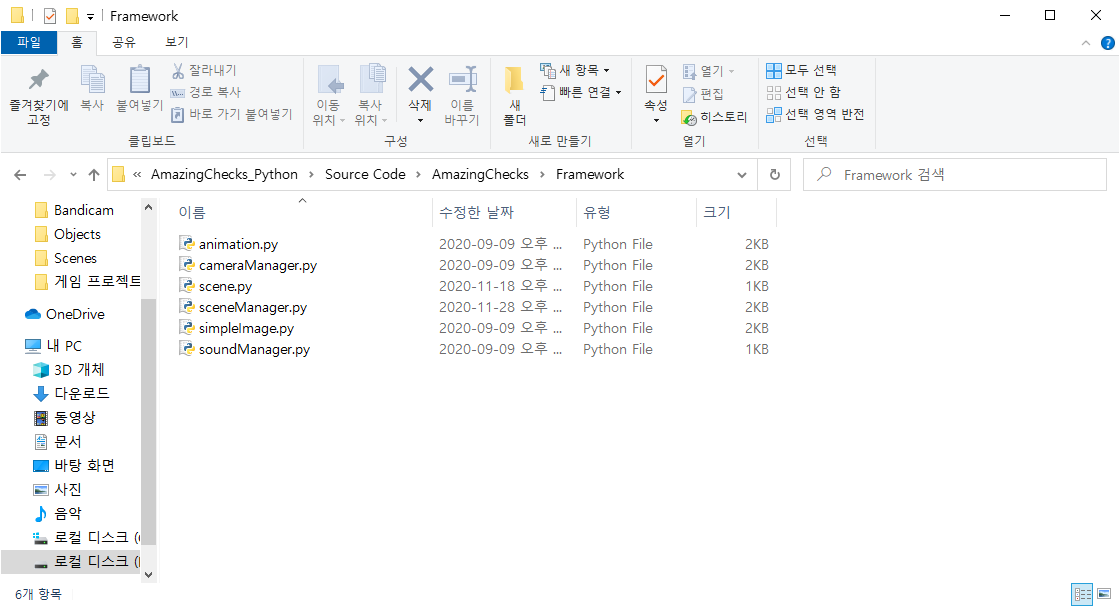 Framework
파일 홈 공유 보기
즐겨찾기에 고정
복사
붙여넣기
잘라내기
경로 복사
바로 가기 붙여넣기
클립보드
이동 위치
복사 위치
삭제
이름 바꾸기
구성
새 폴더
새 항목
빠른 연결
새로 만들기
속성
열기
편집
히스토리
열기
모두 선택
선택 안 함
선택 영역 반전
선택
« AmazingChecks_Python › Source Code › AmazingChecks › Framework
Framework 검색
Bandicam
Objects
Scenes
게임 프로젝트
OneDrive
내 PC
3D 개체
다운로드
동영상
문서
바탕 화면
사진
음악
로컬 디스크 (
로컬 디스크 (
이름 수정한 날짜 유형 크기
animation.py 2020-09-09 오후 ... Python File 2KB
cameraManager.py 2020-09-09 오후 ... Python File 2KB
scene.py 2020-11-18 오후 ... Python File 1KB
sceneManager.py 2020-11-28 오후 ... Python File 2KB
simpleImage.py 2020-09-09 오후 ... Python File 2KB
soundManager.py 2020-09-09 오후 ... Python File 1KB
6개 항목